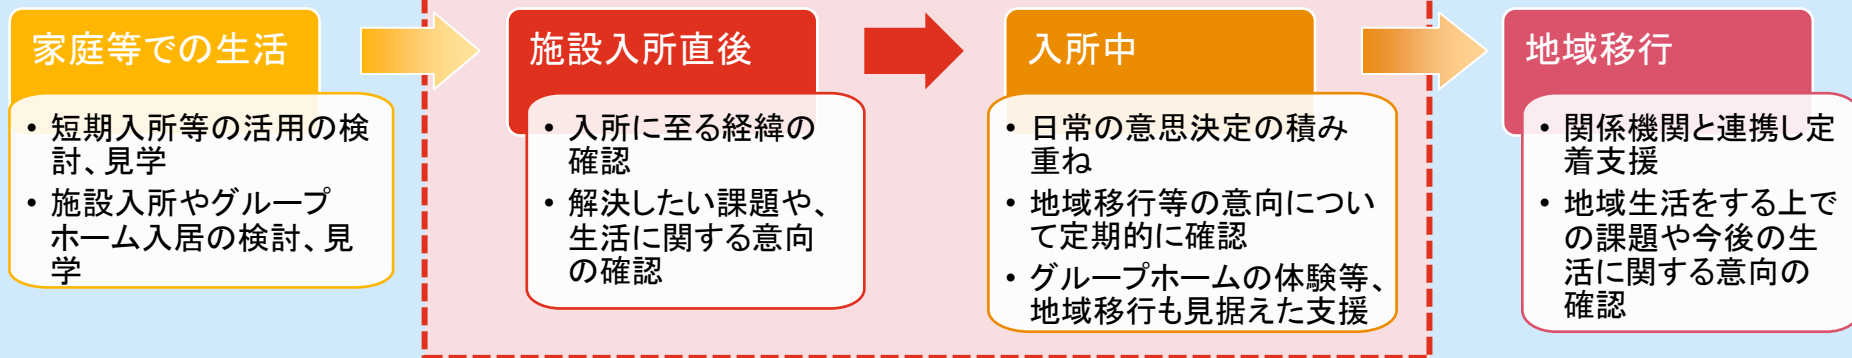 家庭等での生活
• 短期入所等の活用の検
討、見学
• 施設入所やグループ
ホーム入居の検討、見
学
施設入所直後
• 入所に至る経緯の
確認
• 解決したい課題や、
生活に関する意向
の確認
入所中
• 日常の意思決定の積み
重ね
• 地域移行等の意向につい
て定期的に確認
• グループホームの体験等、
地域移行も見据えた支援
地域移行
• 関係機関と連携し定
着支援
• 地域生活をする上で
の課題や今後の生
活に関する意向の
確認